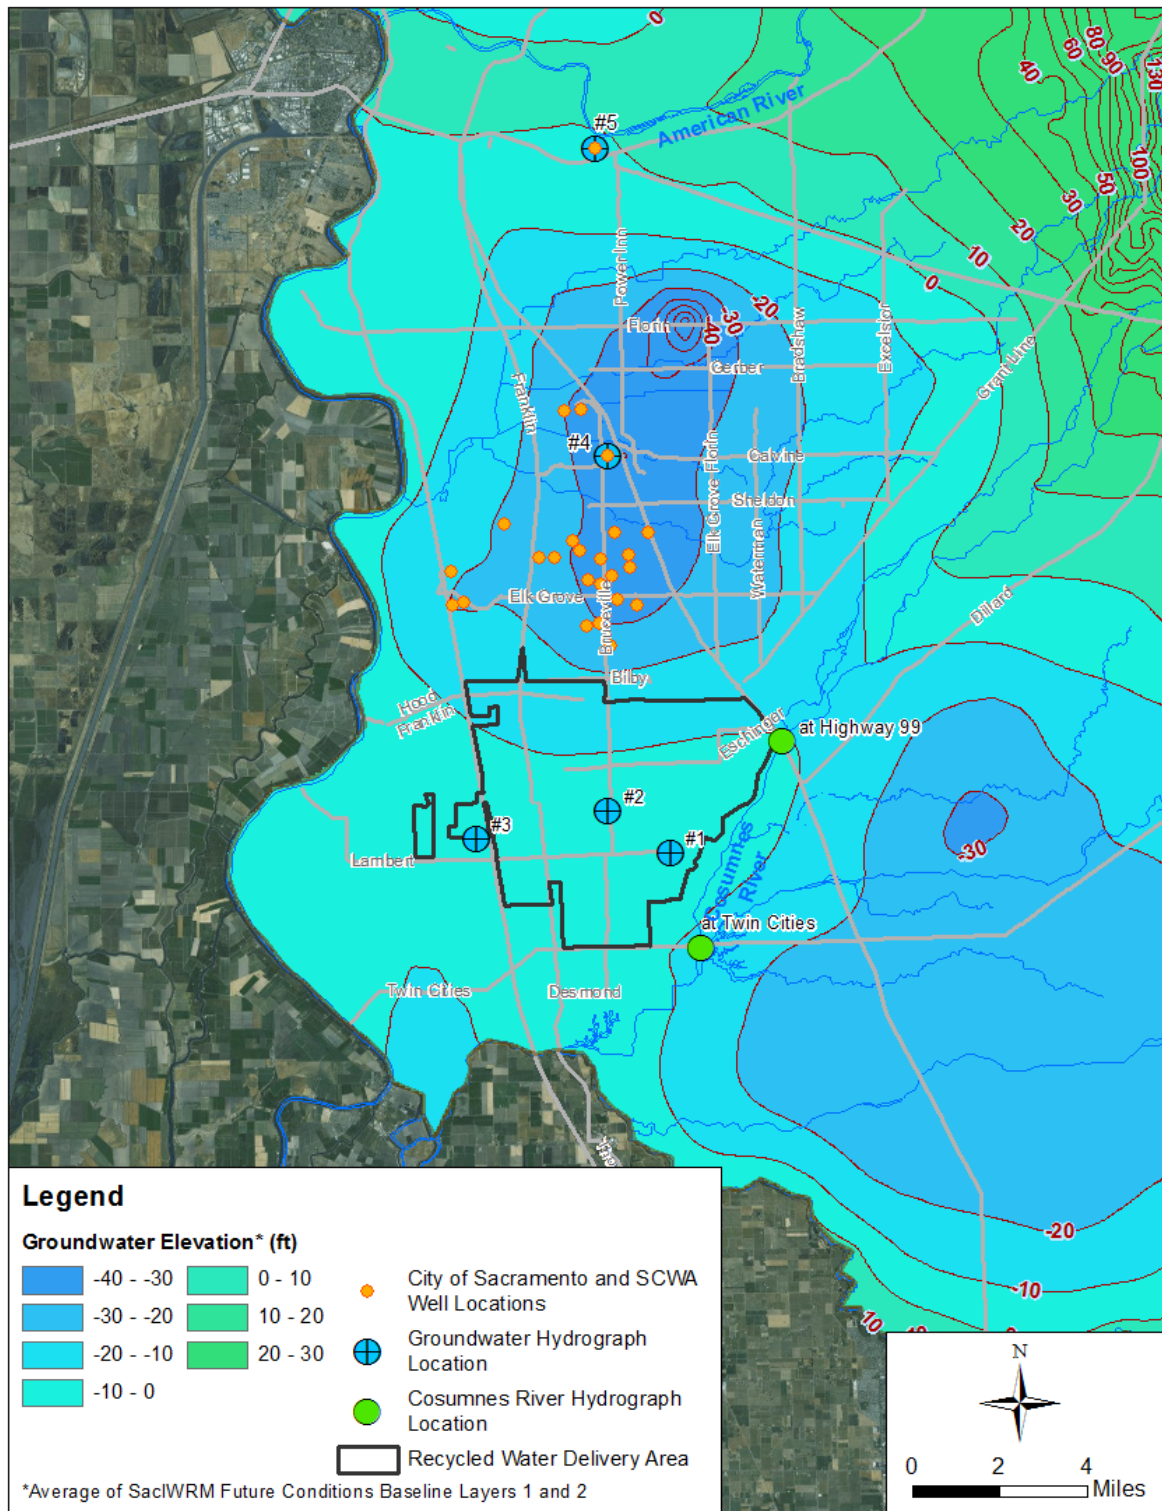 0
80
60
90
40
130
American River
#5
100
50
30
20
10
0
Power Inn
-20
-30
-40
Florin
Bradshaw
Excelsior
Gerber
Grant Line
Franklin
#4
Calvine
Elk Grove Florin
Sheldon
Waterman
Elk Grove
Bruceville
Dillard
Bilby
Hood
Franklin
Eschinger
at Highway 99
#2
#3
#1
Lambert
-30
Cosumnes
River
at Twin Cities
Twin Cities
Desmond
-20
-10
10
Legend
Groundwater Elevation* (ft)
-40 - -30
-30 - -20
-20 - -10
-10 - 0
0 - 10
10 - 20
20 - 30
City of Sacramento and SCWA
Well Locations
Groundwater Hydrograph
Location
Cosumnes River Hydrograph
Location
Recycled Water Delivery Area
*Average of SacIWRM Future Conditions Baseline Layers 1 and 2
N
0 2 4
Miles